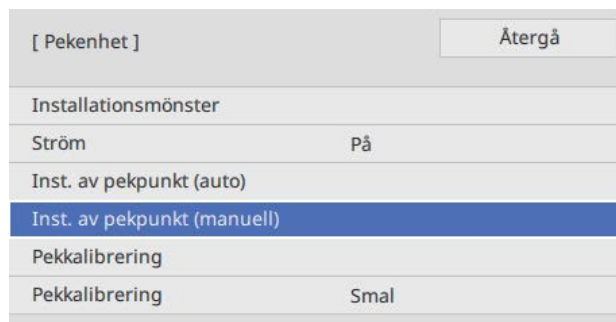 [ Pekenhet ] Återgå
Installationsmönster
Ström På
Inst. av pekpunkt (auto)
Inst. av pekpunkt (manuell)
Pekkalibrering
Pekkalibrering Smal